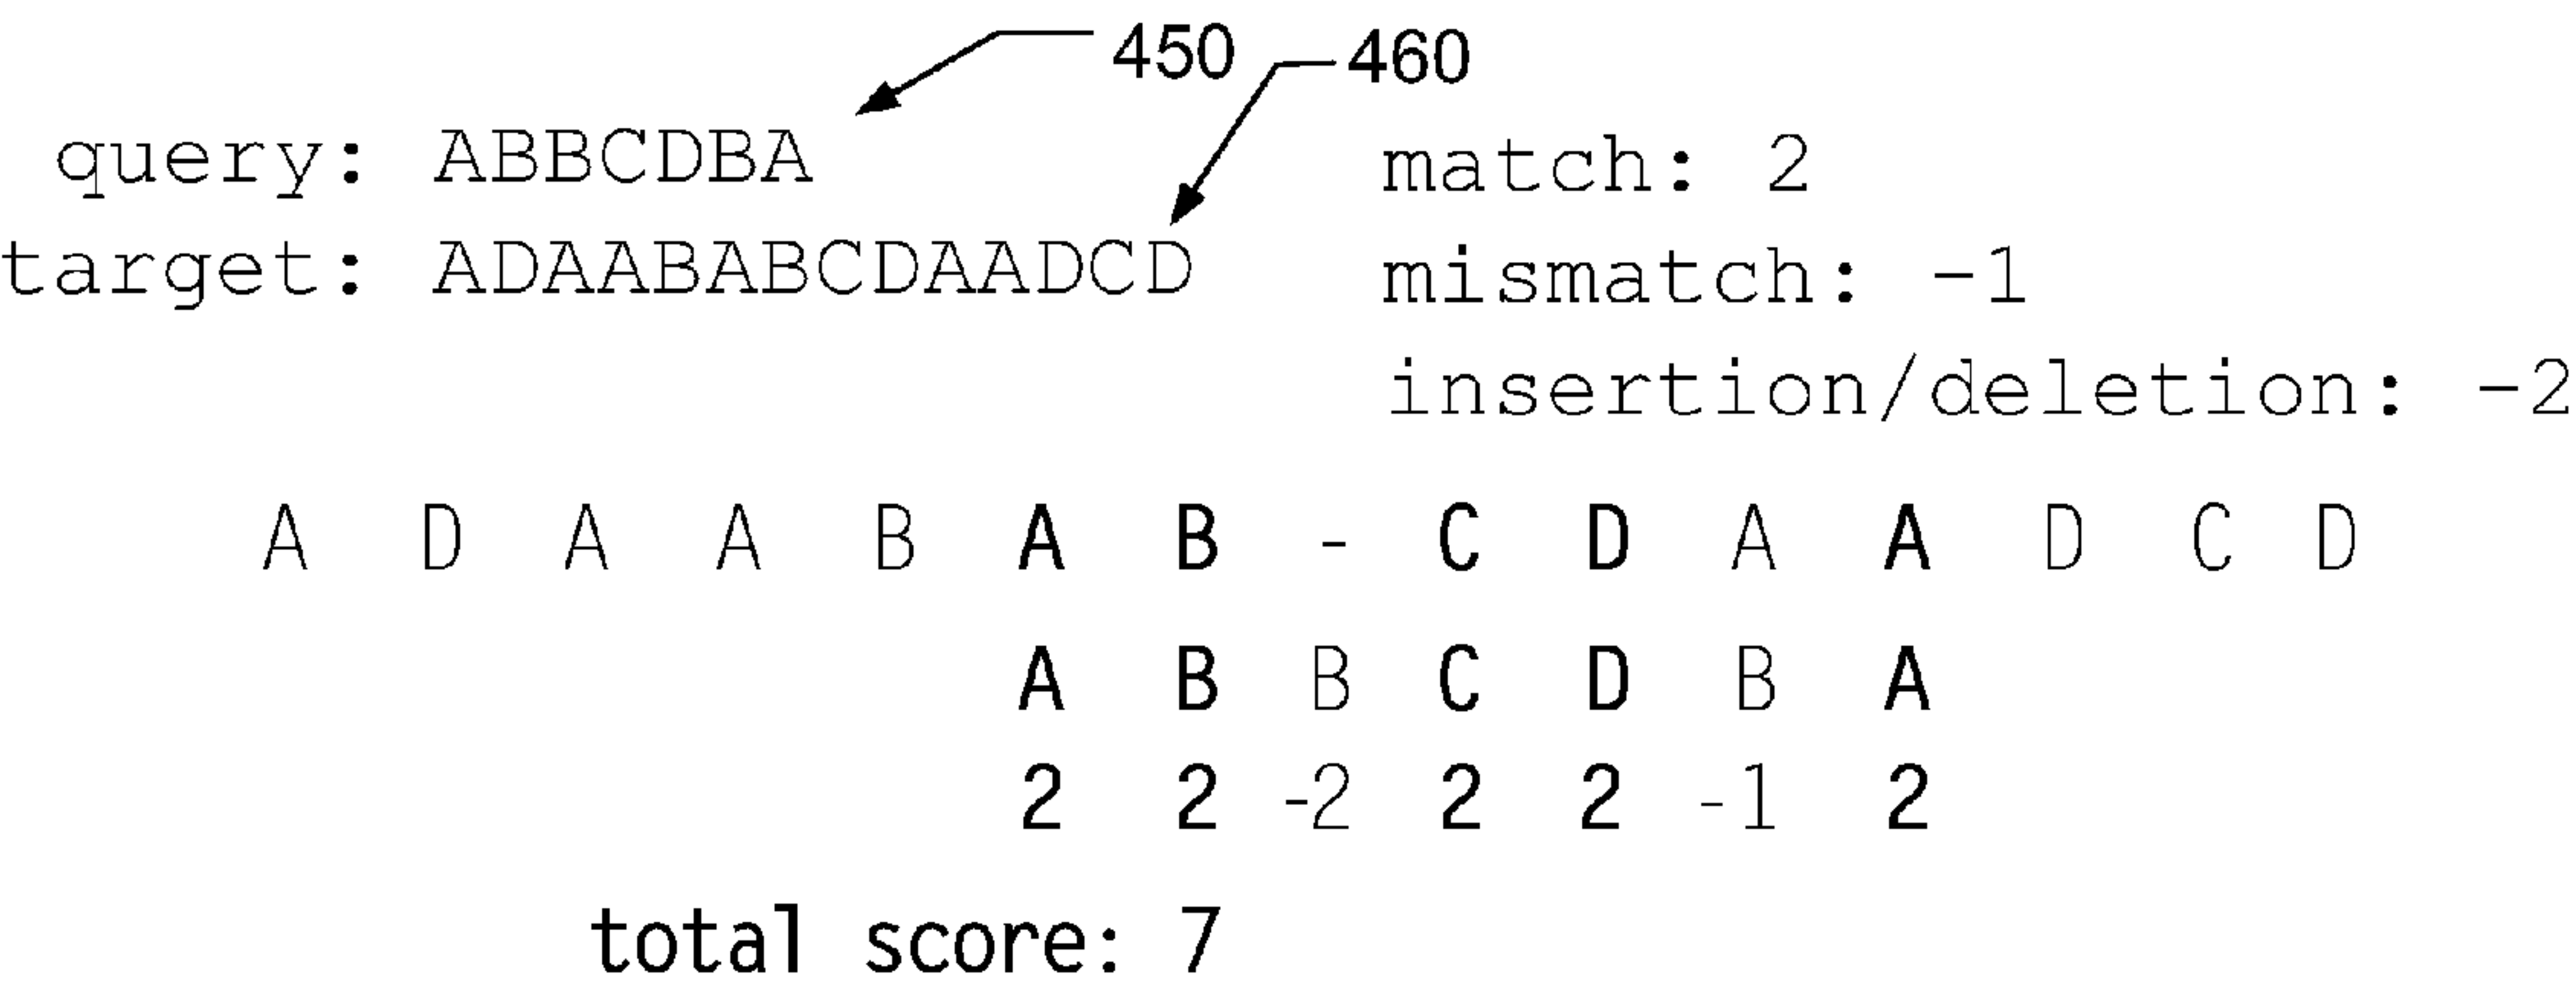 450 460
query: ABBCDBA match: 2
target: ADAABABCDAADCD mismatch: -1
insertion/deletion: -2
A D A A B A B - C D A A D C D
A B B C D B A
2 2 -2 2 2 -1 2
total score: 7